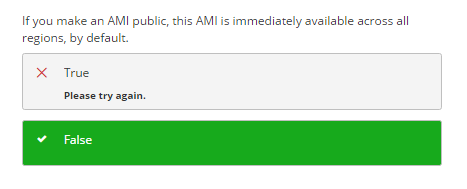 If you make an AMI public, this AMI is immediately available across all
regions, by default.
True
Please try again.
False